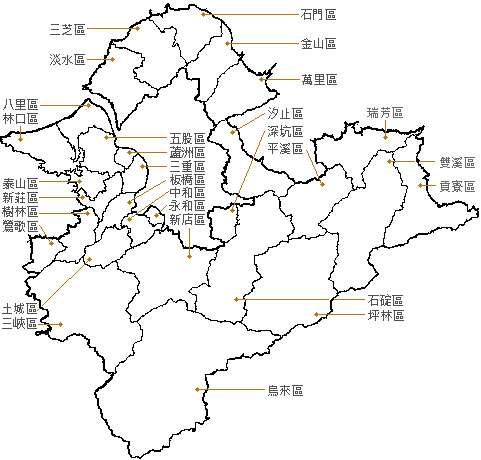 石門區
三芝區
金山區
淡水區
萬里區
八里區
林口區
汐止區
深坑區
平溪區
瑞芳區
五股區
蘆洲區
三重區
板橋區
中和區
永和區
新店區
雙溪區
貢寮區
泰山區
新莊區
樹林區
鶯歌區
土城區
三峽區
石碇區
坪林區
烏來區